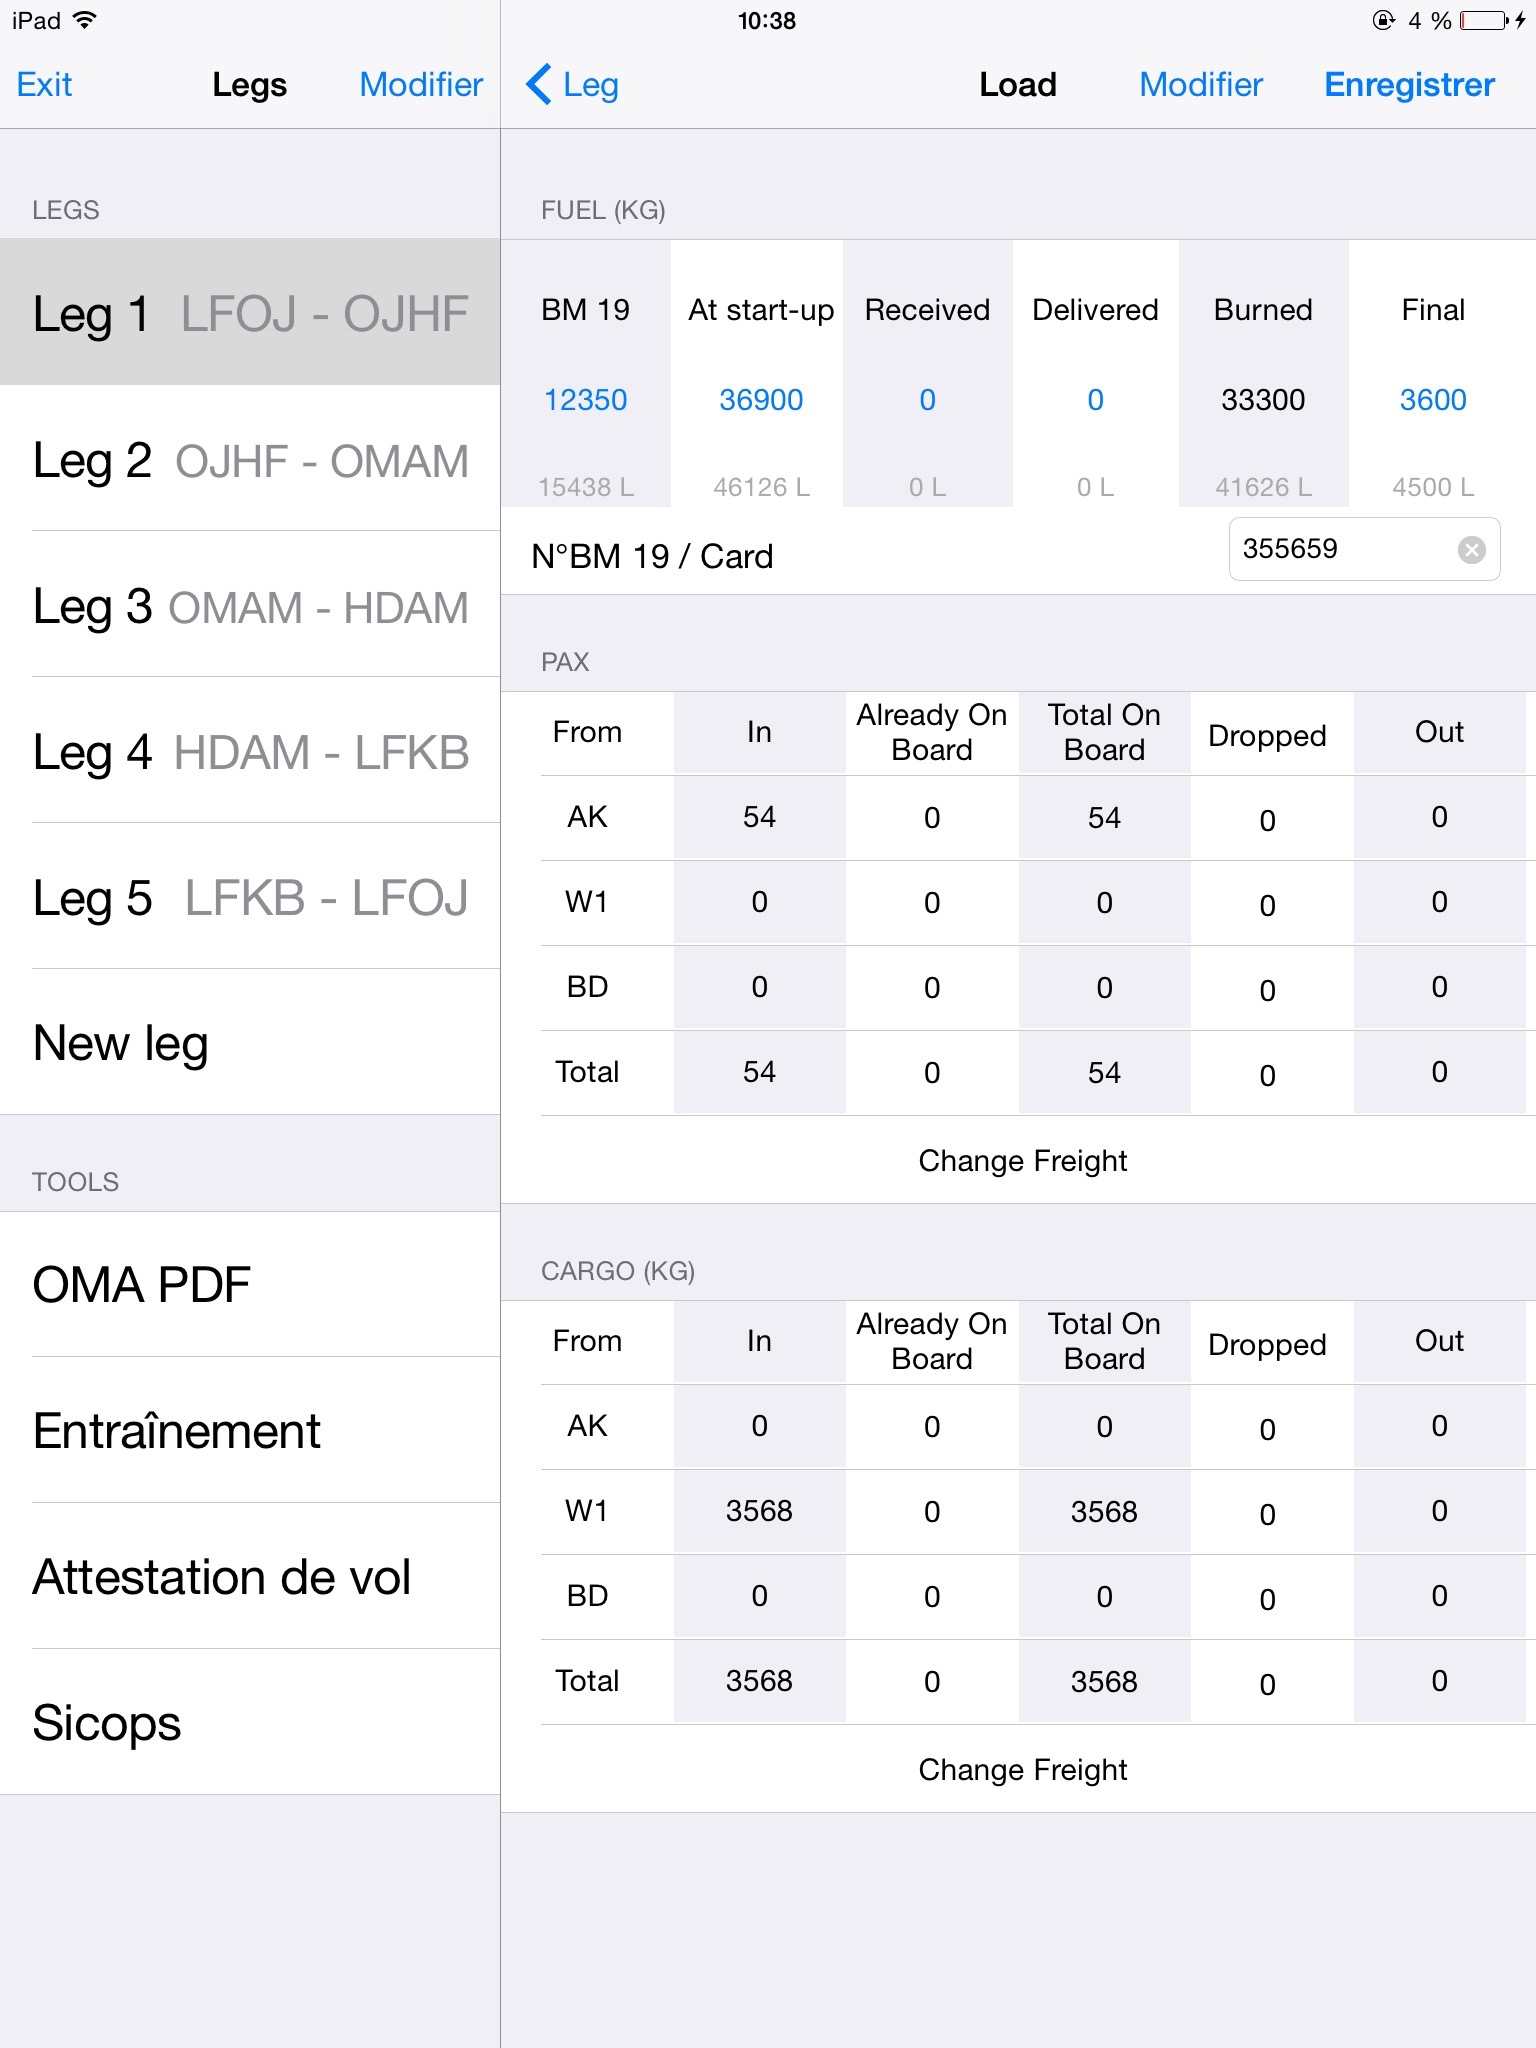 iPad 10:38 4 %
Exit Legs Modifier
LEGS
Leg 1 LFOJ - OJHF
Leg 2 OJHF - OMAM
Leg 3 OMAM - HDAM
Leg 4 HDAM - LFKB
Leg 5 LFKB - LFOJ
New leg
TOOLS
OMA PDF
Entraînement
Attestation de vol
Sicops
Leg Load Modifier Enregistrer
FUEL (KG)
BM 19 At start-up Received Delivered Burned Final
12350 36900 0 0 33300 3600
15438 L 46126 L 0 L 0 L 41626 L 4500 L
N°BM 19 / Card 355659
PAX
From In Already On Board Total On Board Dropped Out
AK 54 0 54 0 0
W1 0 0 0 0 0
BD 0 0 0 0 0
Total 54 0 54 0 0
Change Freight
CARGO (KG)
From In Already On Board Total On Board Dropped Out
AK 0 0 0 0 0
W1 3568 0 3568 0 0
BD 0 0 0 0 0
Total 3568 0 3568 0 0
Change Freight